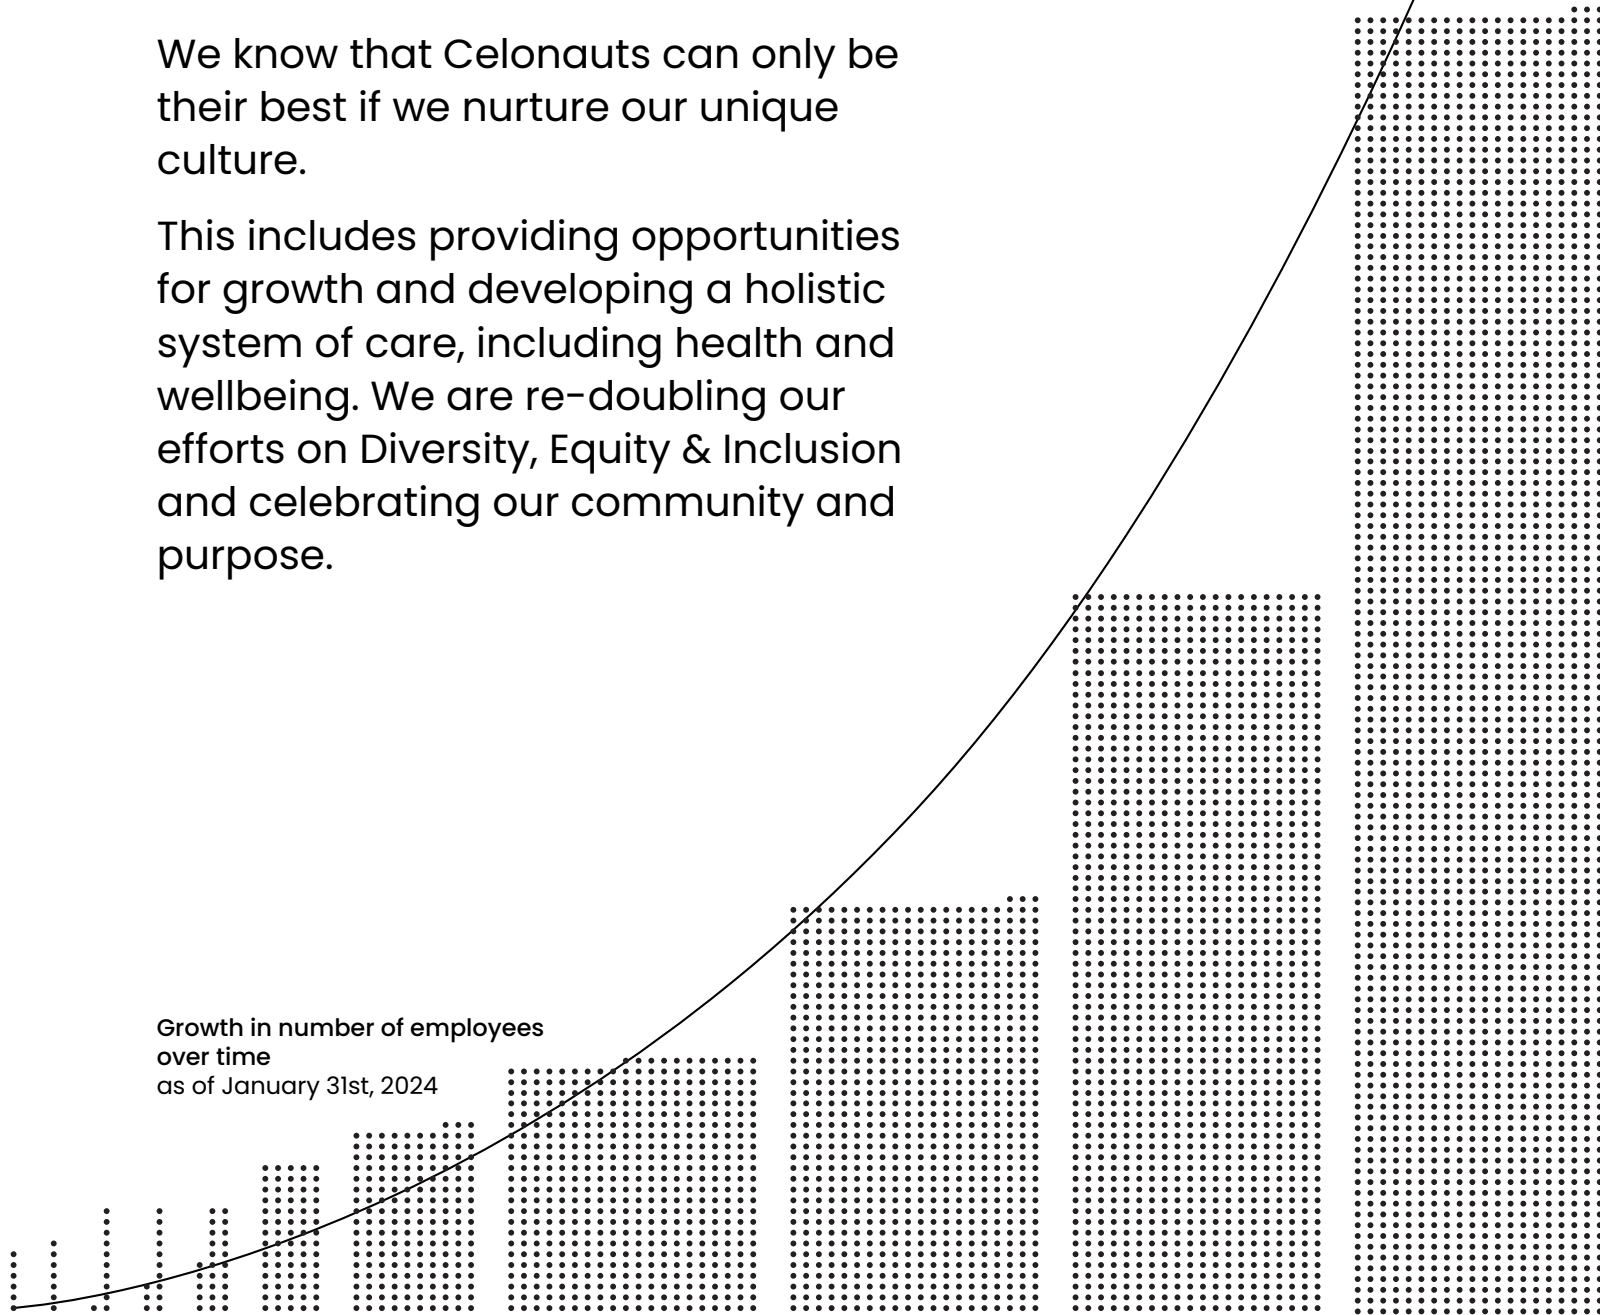 We know that Celonauts can only be
their best if we nurture our unique
culture.
This includes providing opportunities
for growth and developing a holistic
system of care, including health and
wellbeing. We are re-doubling our
efforts on Diversity, Equity & Inclusion
and celebrating our community and
purpose.
Growth in number of employees
over time
as of January 31st, 2024